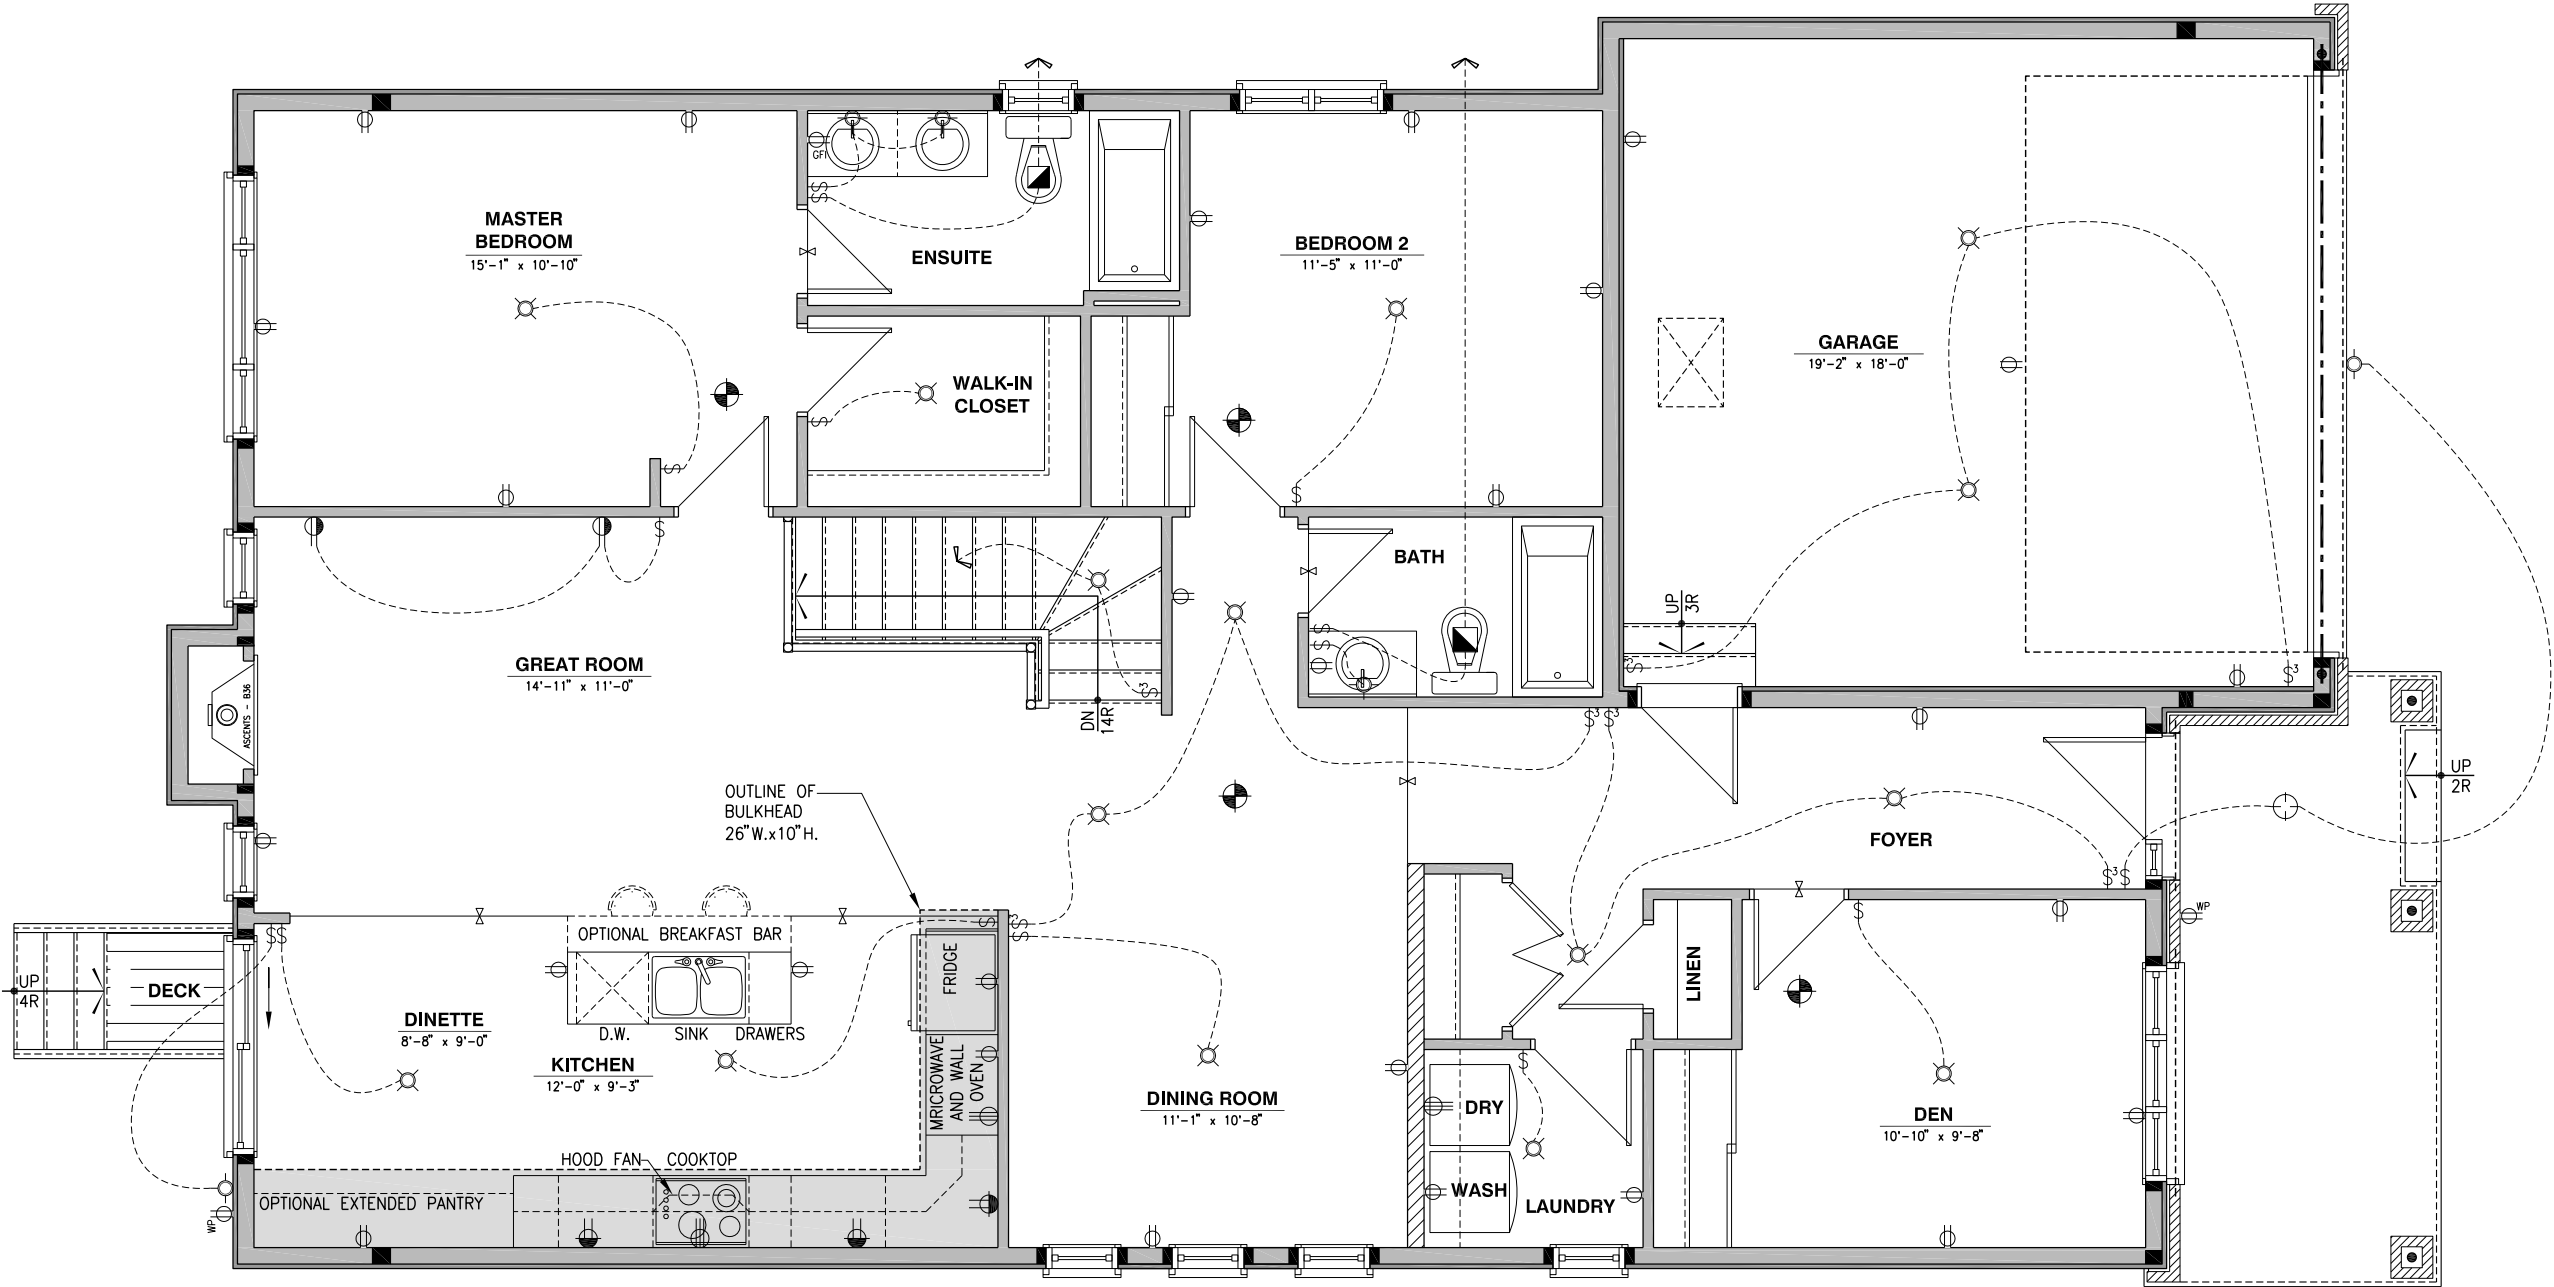 MASTER
BEDROOM
15'-1" x 10'-10"
GFI
ENSUITE
BEDROOM 2
11'-5" x 11'-0"
GARAGE
19'-2" x 18'-0"
WALK-IN
CLOSET
BATH
UP
3R
GREAT ROOM
14'-11" x 11'-0"
ASCENTS - B36
DN
14R
OUTLINE OF
BULKHEAD
26"W.x10"H.
FOYER
UP
2R
WP
OPTIONAL BREAKFAST BAR
FRIDGE
LINEN
UP
4R
DECK
DINETTE
8'-8" x 9'-0"
D.W.
SINK
DRAWERS
KITCHEN
12'-0" x 9'-3"
MRICROWAVE
AND WALL
OVEN
DINING ROOM
11'-1" x 10'-8"
DRY
DEN
10'-10" x 9'-8"
HOOD FAN
COOKTOP
WASH
LAUNDRY
OPTIONAL EXTENDED PANTRY
WP